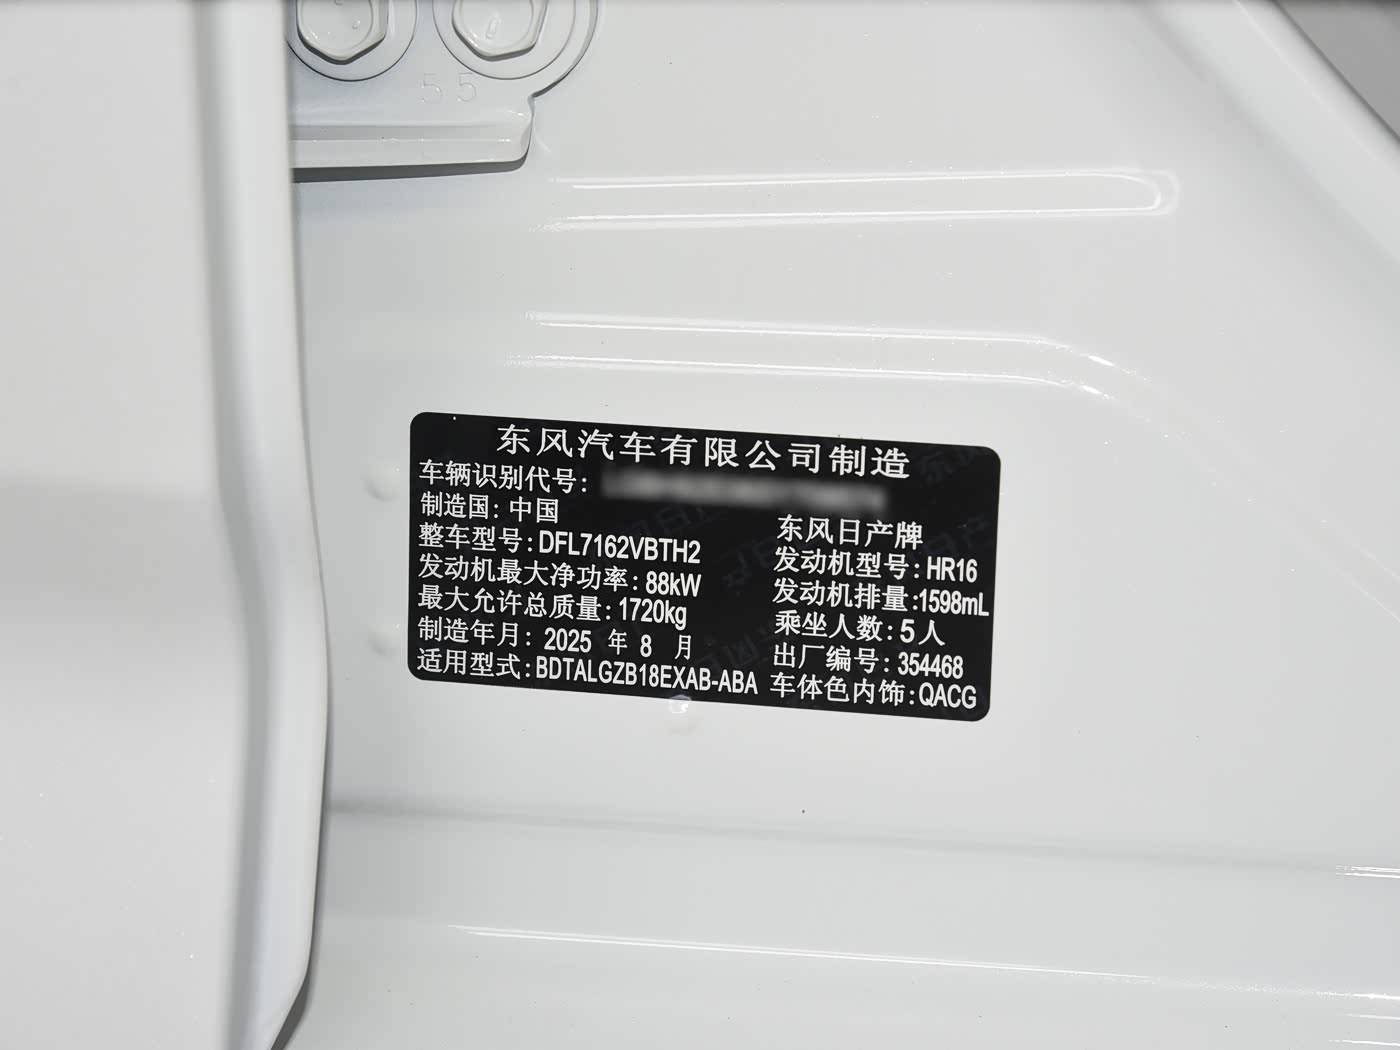 55
东风汽车有限公司制造
车辆识别代号:
制造国: 中国
东风日产牌
整车型号: DFL7162VBTH2
发动机型号: HR16
发动机最大净功率: 88kW
发动机排量: 1598mL
最大允许总质量: 1720kg
乘坐人数: 5 人
制造年月: 2025 年 8 月
出厂编号: 354468
适用型式: BDTALGZB18EXAB-ABA
车体色内饰: QACG